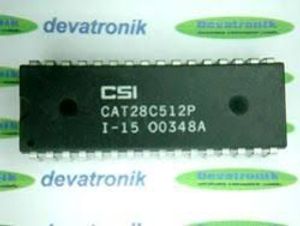 devatronik
CSI
CAT28C512P
I-15 00348A
devatronik